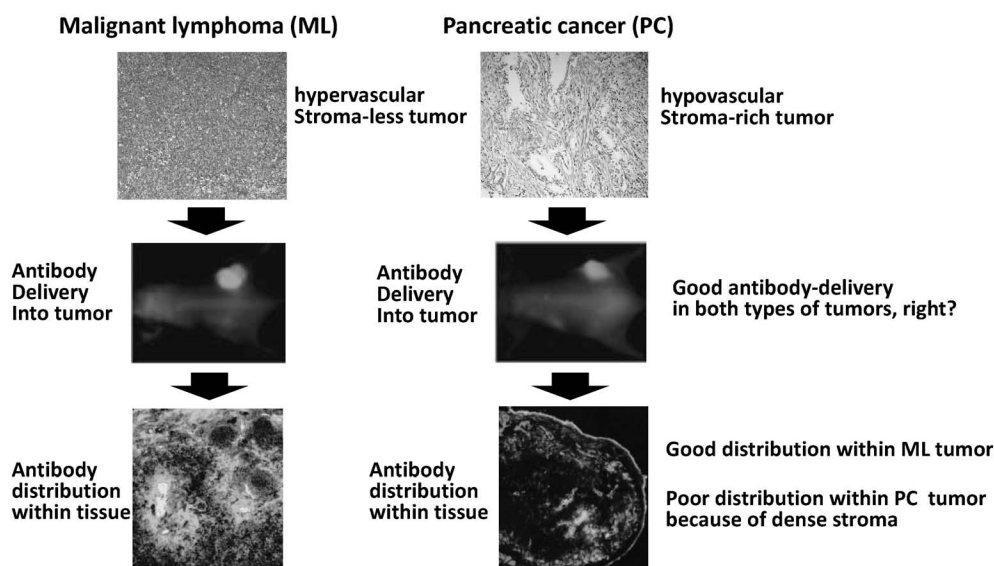 Malignant lymphoma (ML)
Pancreatic cancer (PC)
hypervascular
Stroma-less tumor
hypovascular
Stroma-rich tumor
Antibody
Delivery
Into tumor
Antibody
Delivery
Into tumor
Good antibody-delivery
in both types of tumors, right?
Antibody
distribution
within tissue
Antibody
distribution
within tissue
Good distribution within ML tumor
Poor distribution within PC tumor
because of dense stroma